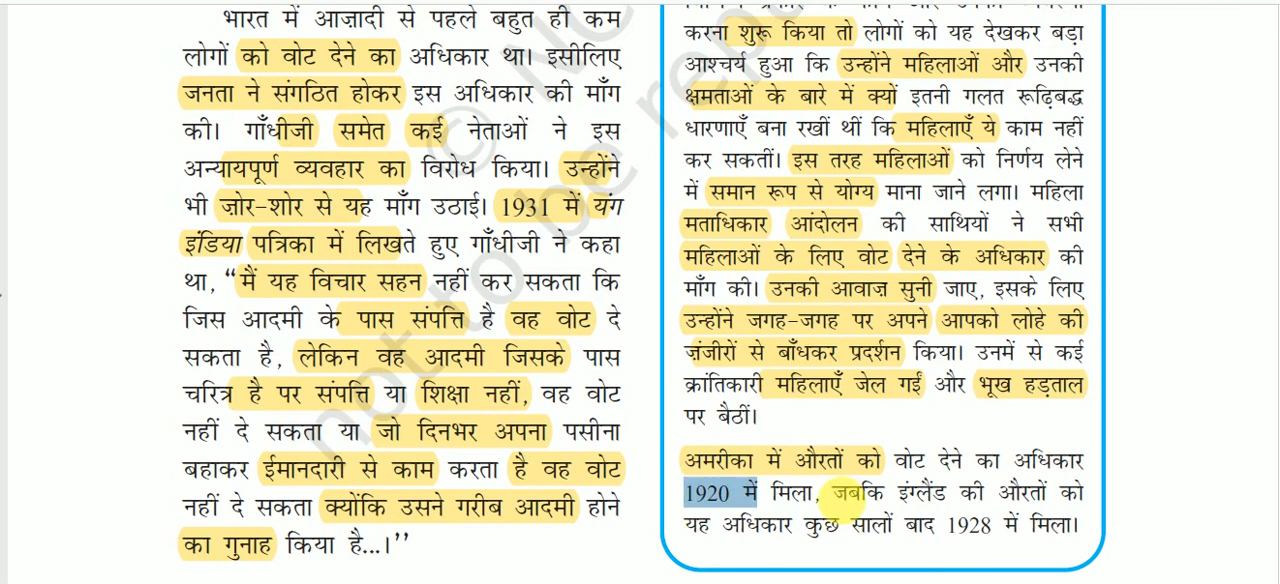 भारत में आज़ादी से पहले बहुत ही कम
लोगों को वोट देने का अधिकार था। इसीलिए
जनता ने संगठित होकर इस अधिकार की माँग
की। गाँधीजी समेत कई नेताओं ने इस
अन्यायपूर्ण व्यवहार का विरोध किया। उन्होंने
भी ज़ोर-शोर से यह माँग उठाई। 1931 में यंग
इंडिया पत्रिका में लिखते हुए गाँधीजी ने कहा
था, “मैं यह विचार सहन नहीं कर सकता कि
जिस आदमी के पास संपत्ति है वह वोट दे
सकता है, लेकिन वह आदमी जिसके पास
चरित्र है पर संपत्ति या शिक्षा नहीं, वह वोट
नहीं दे सकता या जो दिनभर अपना पसीना
बहाकर ईमानदारी से काम करता है वह वोट
नहीं दे सकता क्योंकि उसने गरीब आदमी होने
का गुनाह किया है...।’’
करना शुरू किया तो लोगों को यह देखकर बड़ा
आश्चर्य हुआ कि उन्होंने महिलाओं और उनकी
क्षमताओं के बारे में क्यों इतनी गलत रूढ़िबद्ध
धारणाएँ बना रखीं थीं कि महिलाएँ ये काम नहीं
कर सकतीं। इस तरह महिलाओं को निर्णय लेने
में समान रूप से योग्य माना जाने लगा। महिला
मताधिकार आंदोलन की साथियों ने सभी
महिलाओं के लिए वोट देने के अधिकार की
माँग की। उनकी आवाज़ सुनी जाए, इसके लिए
उन्होंने जगह-जगह पर अपने आपको लोहे की
ज़ंजीरों से बाँधकर प्रदर्शन किया। उनमें से कई
क्रांतिकारी महिलाएँ जेल गईं और भूख हड़ताल
पर बैठीं।
अमरीका में औरतों को वोट देने का अधिकार
1920 में मिला, जबकि इंग्लैंड की औरतों को
यह अधिकार कुछ सालों बाद 1928 में मिला।
not to be rep
© NC